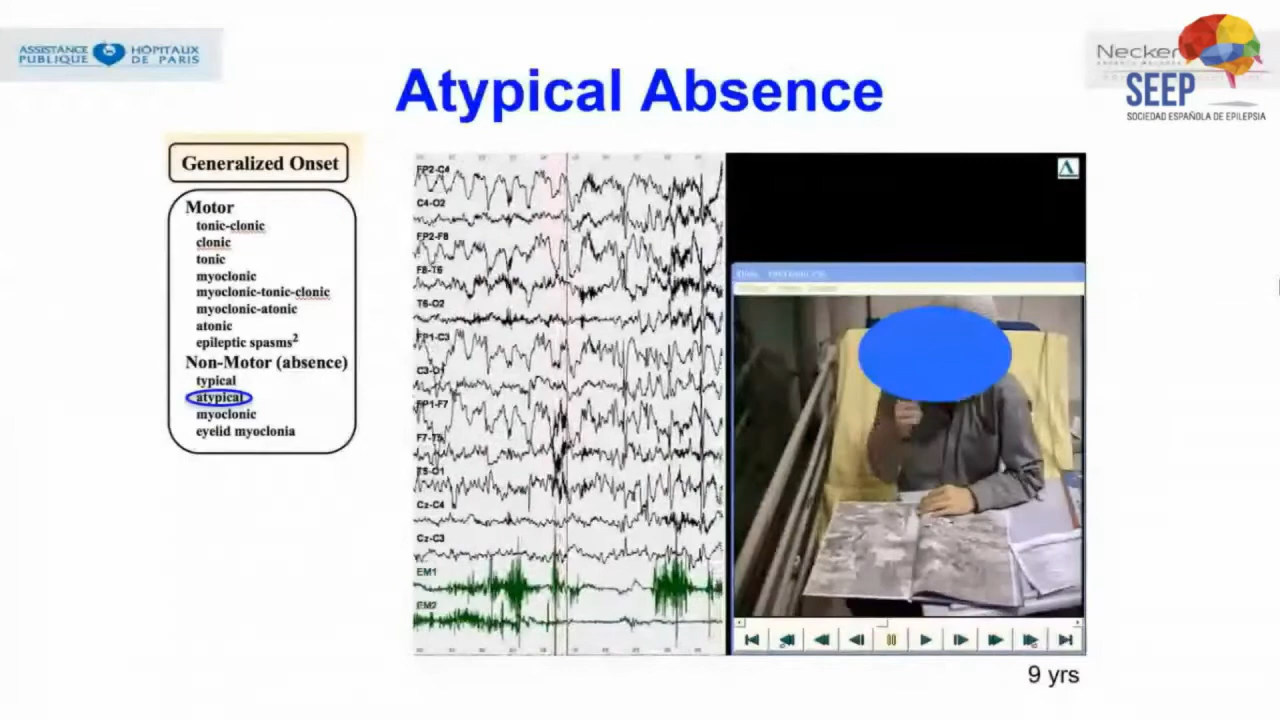 ASSISTANCE HÔPITAUX
PUBLIQUE DE PARIS
Necker
SEEP
SOCIEDAD ESPAÑOLA DE EPILEPSIA
Atypical Absence
Generalized Onset
Motor
tonic-clonic
clonic
tonic
myoclonic
myoclonic-tonic-clonic
myoclonic-atonic
atonic
epileptic spasms2
Non-Motor (absence)
typical
atypical
myoclonic
eyelid myoclonia
FP2-C4
C4-O2
FP2-F8
F8-T6
T6-O2
FP1-C3
C3-O1
FP1-F7
F7-T5
T5-O1
Cz-C4
Cz-C3
EM1
EM2
9 yrs